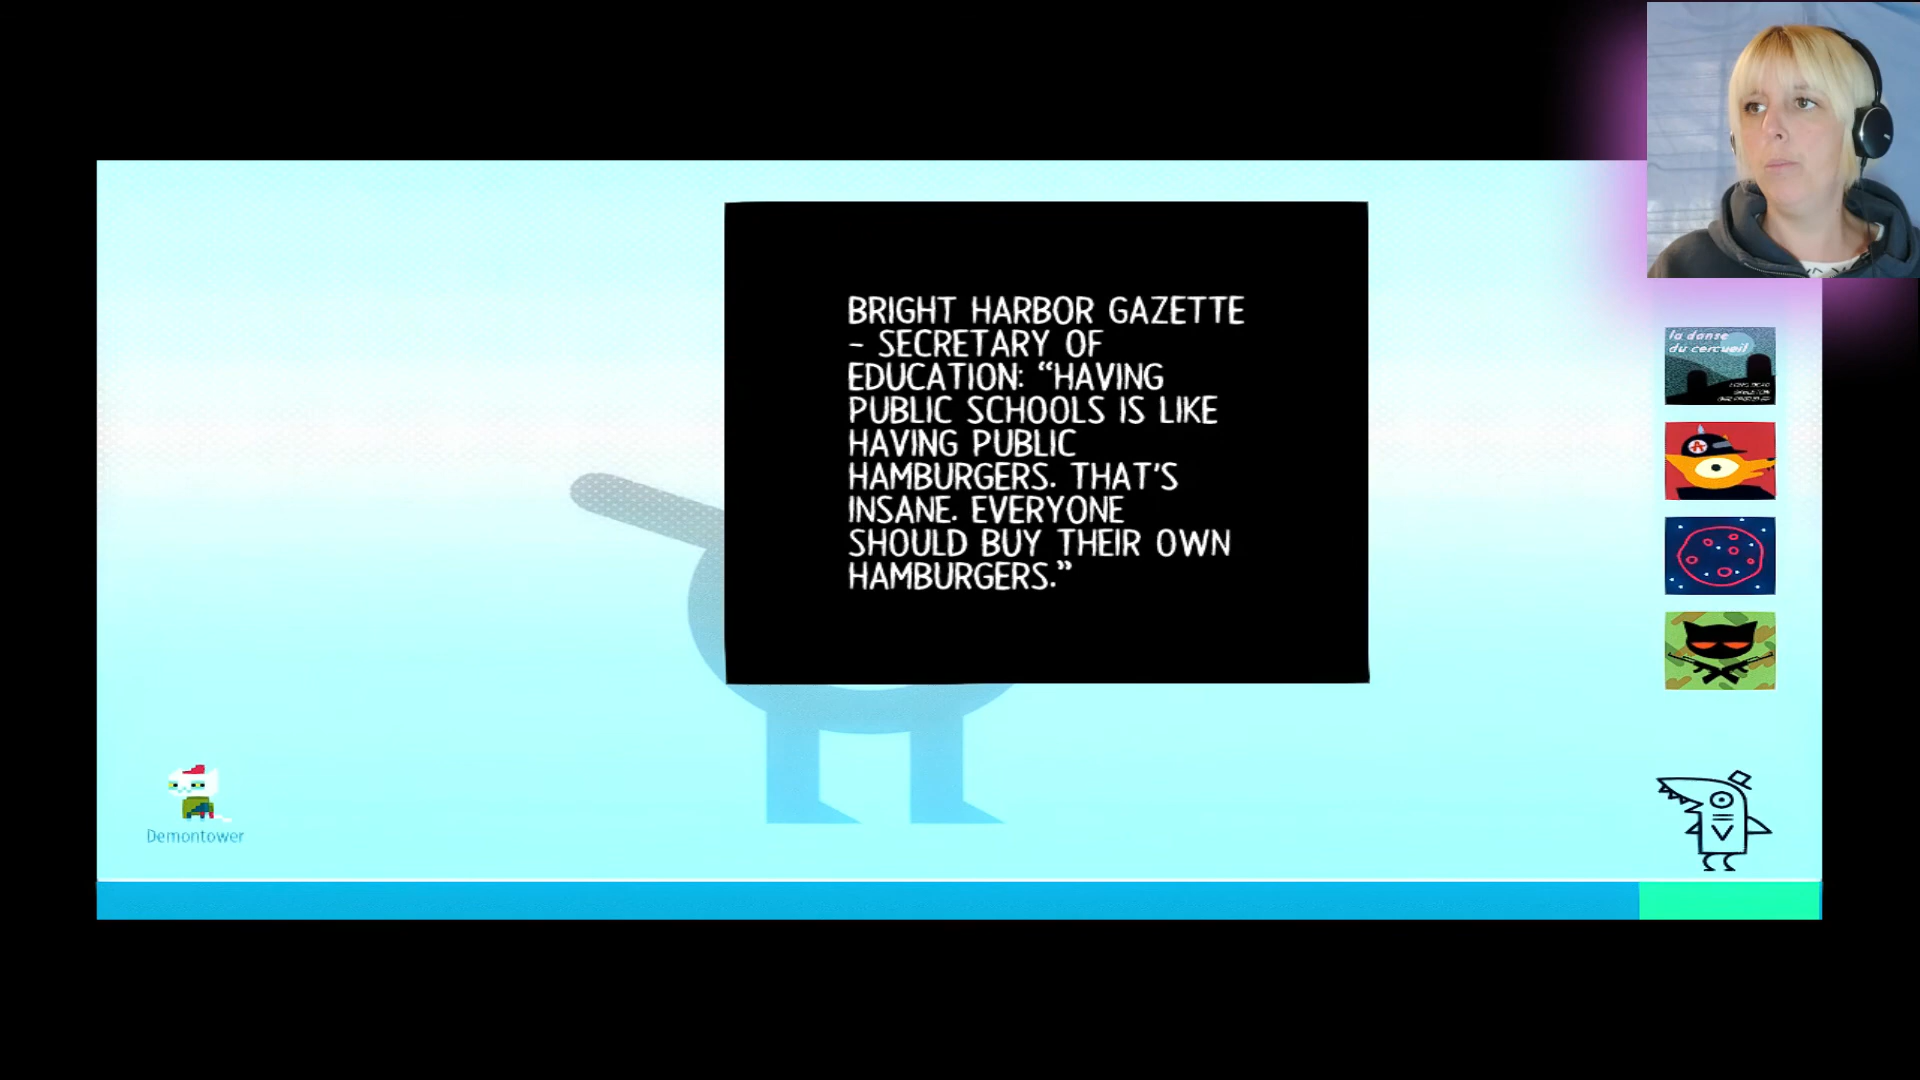 BRIGHT HARBOR GAZETTE
- SECRETARY OF
EDUCATION: “HAVING
PUBLIC SCHOOLS IS LIKE
HAVING PUBLIC
HAMBURGERS. THAT'S
INSANE. EVERYONE
SHOULD BUY THEIR OWN
HAMBURGERS.”
la danse
du cercueil
Demontower